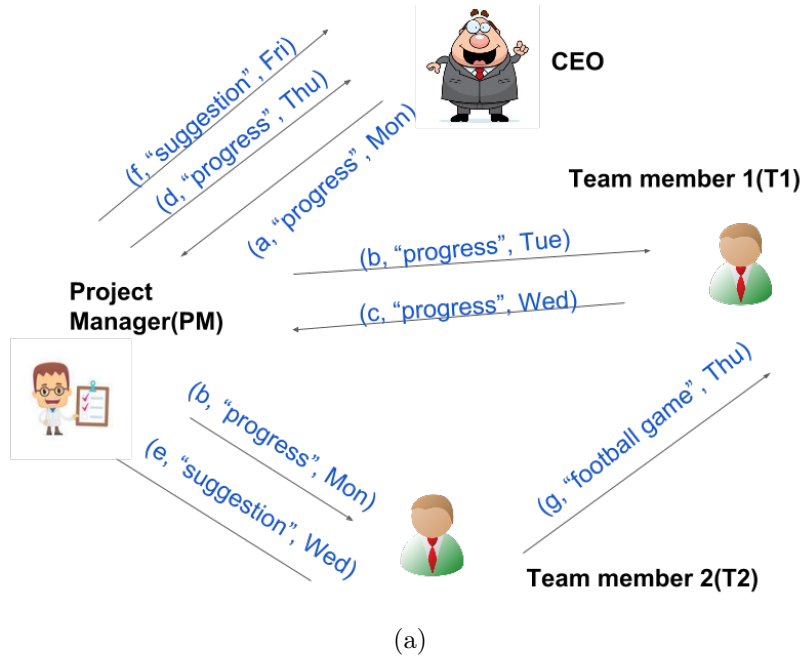 (f, “suggestion”, Fri)
(d, “progress”, Thu)
(a, “progress”, Mon)
CEO
Team member 1(T1)
(b, “progress”, Tue)
(c, “progress”, Wed)
Project
Manager(PM)
(b, “progress”, Mon)
(e, “suggestion”, Wed)
(g, “football game”, Thu)
Team member 2(T2)
(a)